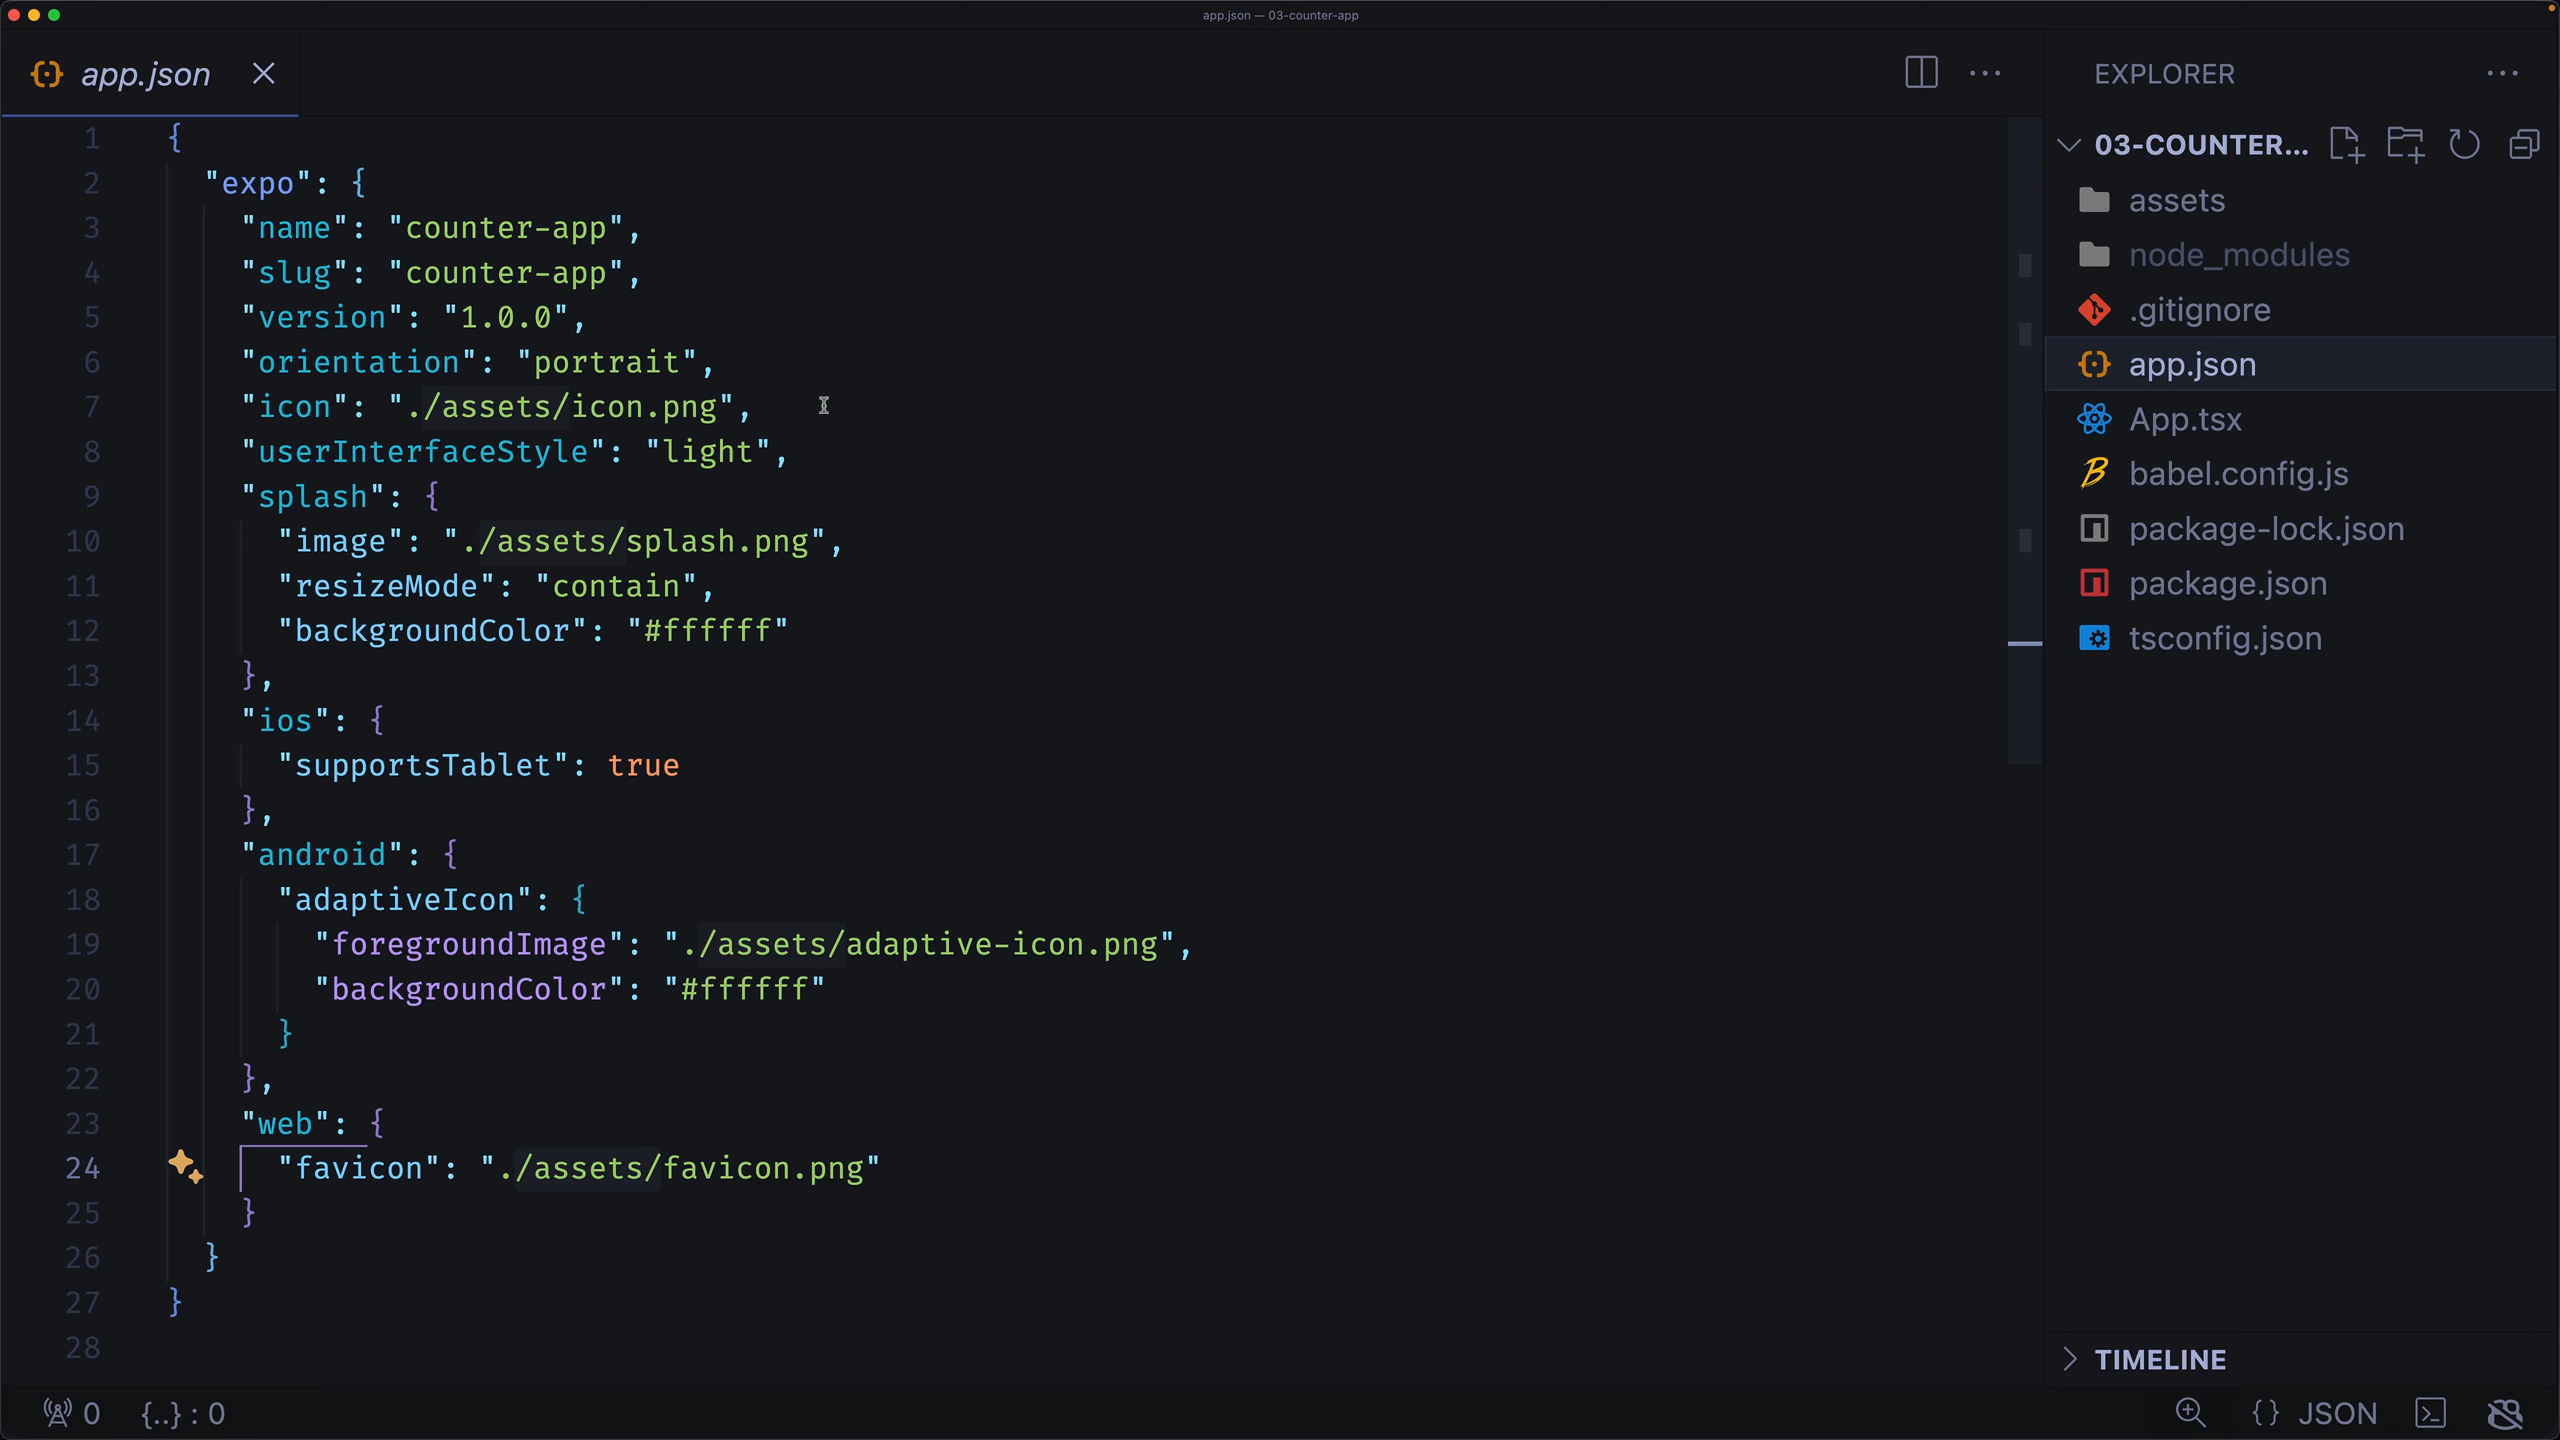 app.json — 03-counter-app
app.json
EXPLORER
03-COUNTER...
1 {
2 "expo": {
3 "name": "counter-app",
4 "slug": "counter-app",
5 "version": "1.0.0",
6 "orientation": "portrait",
7 "icon": "./assets/icon.png",
8 "userInterfaceStyle": "light",
9 "splash": {
10 "image": "./assets/splash.png",
11 "resizeMode": "contain",
12 "backgroundColor": "#ffffff"
13 },
14 "ios": {
15 "supportsTablet": true
16 },
17 "android": {
18 "adaptiveIcon": {
19 "foregroundImage": "./assets/adaptive-icon.png",
20 "backgroundColor": "#ffffff"
21 }
22 },
23 "web": {
24 "favicon": "./assets/favicon.png"
25 }
26 }
27 }
28
assets
node_modules
.gitignore
app.json
App.tsx
babel.config.js
package-lock.json
package.json
tsconfig.json
TIMELINE
0 {..} : 0
{} JSON